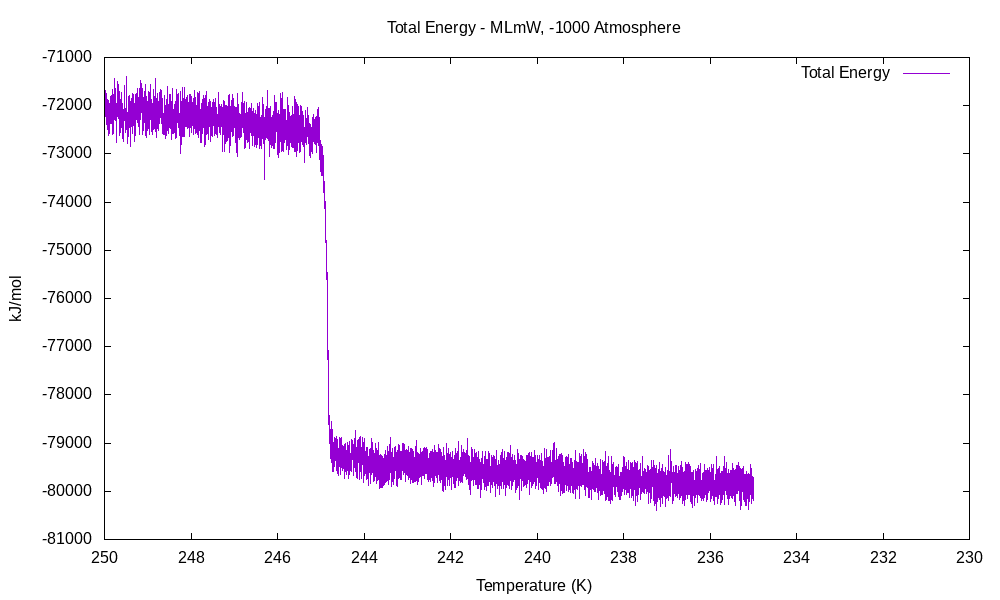 Total Energy - MLmW, -1000 Atmosphere
Total Energy
-71000
-72000
-73000
-74000
-75000
-76000
-77000
-78000
-79000
-80000
-81000
kJ/mol
250 248 246 244 242 240 238 236 234 232 230
Temperature (K)